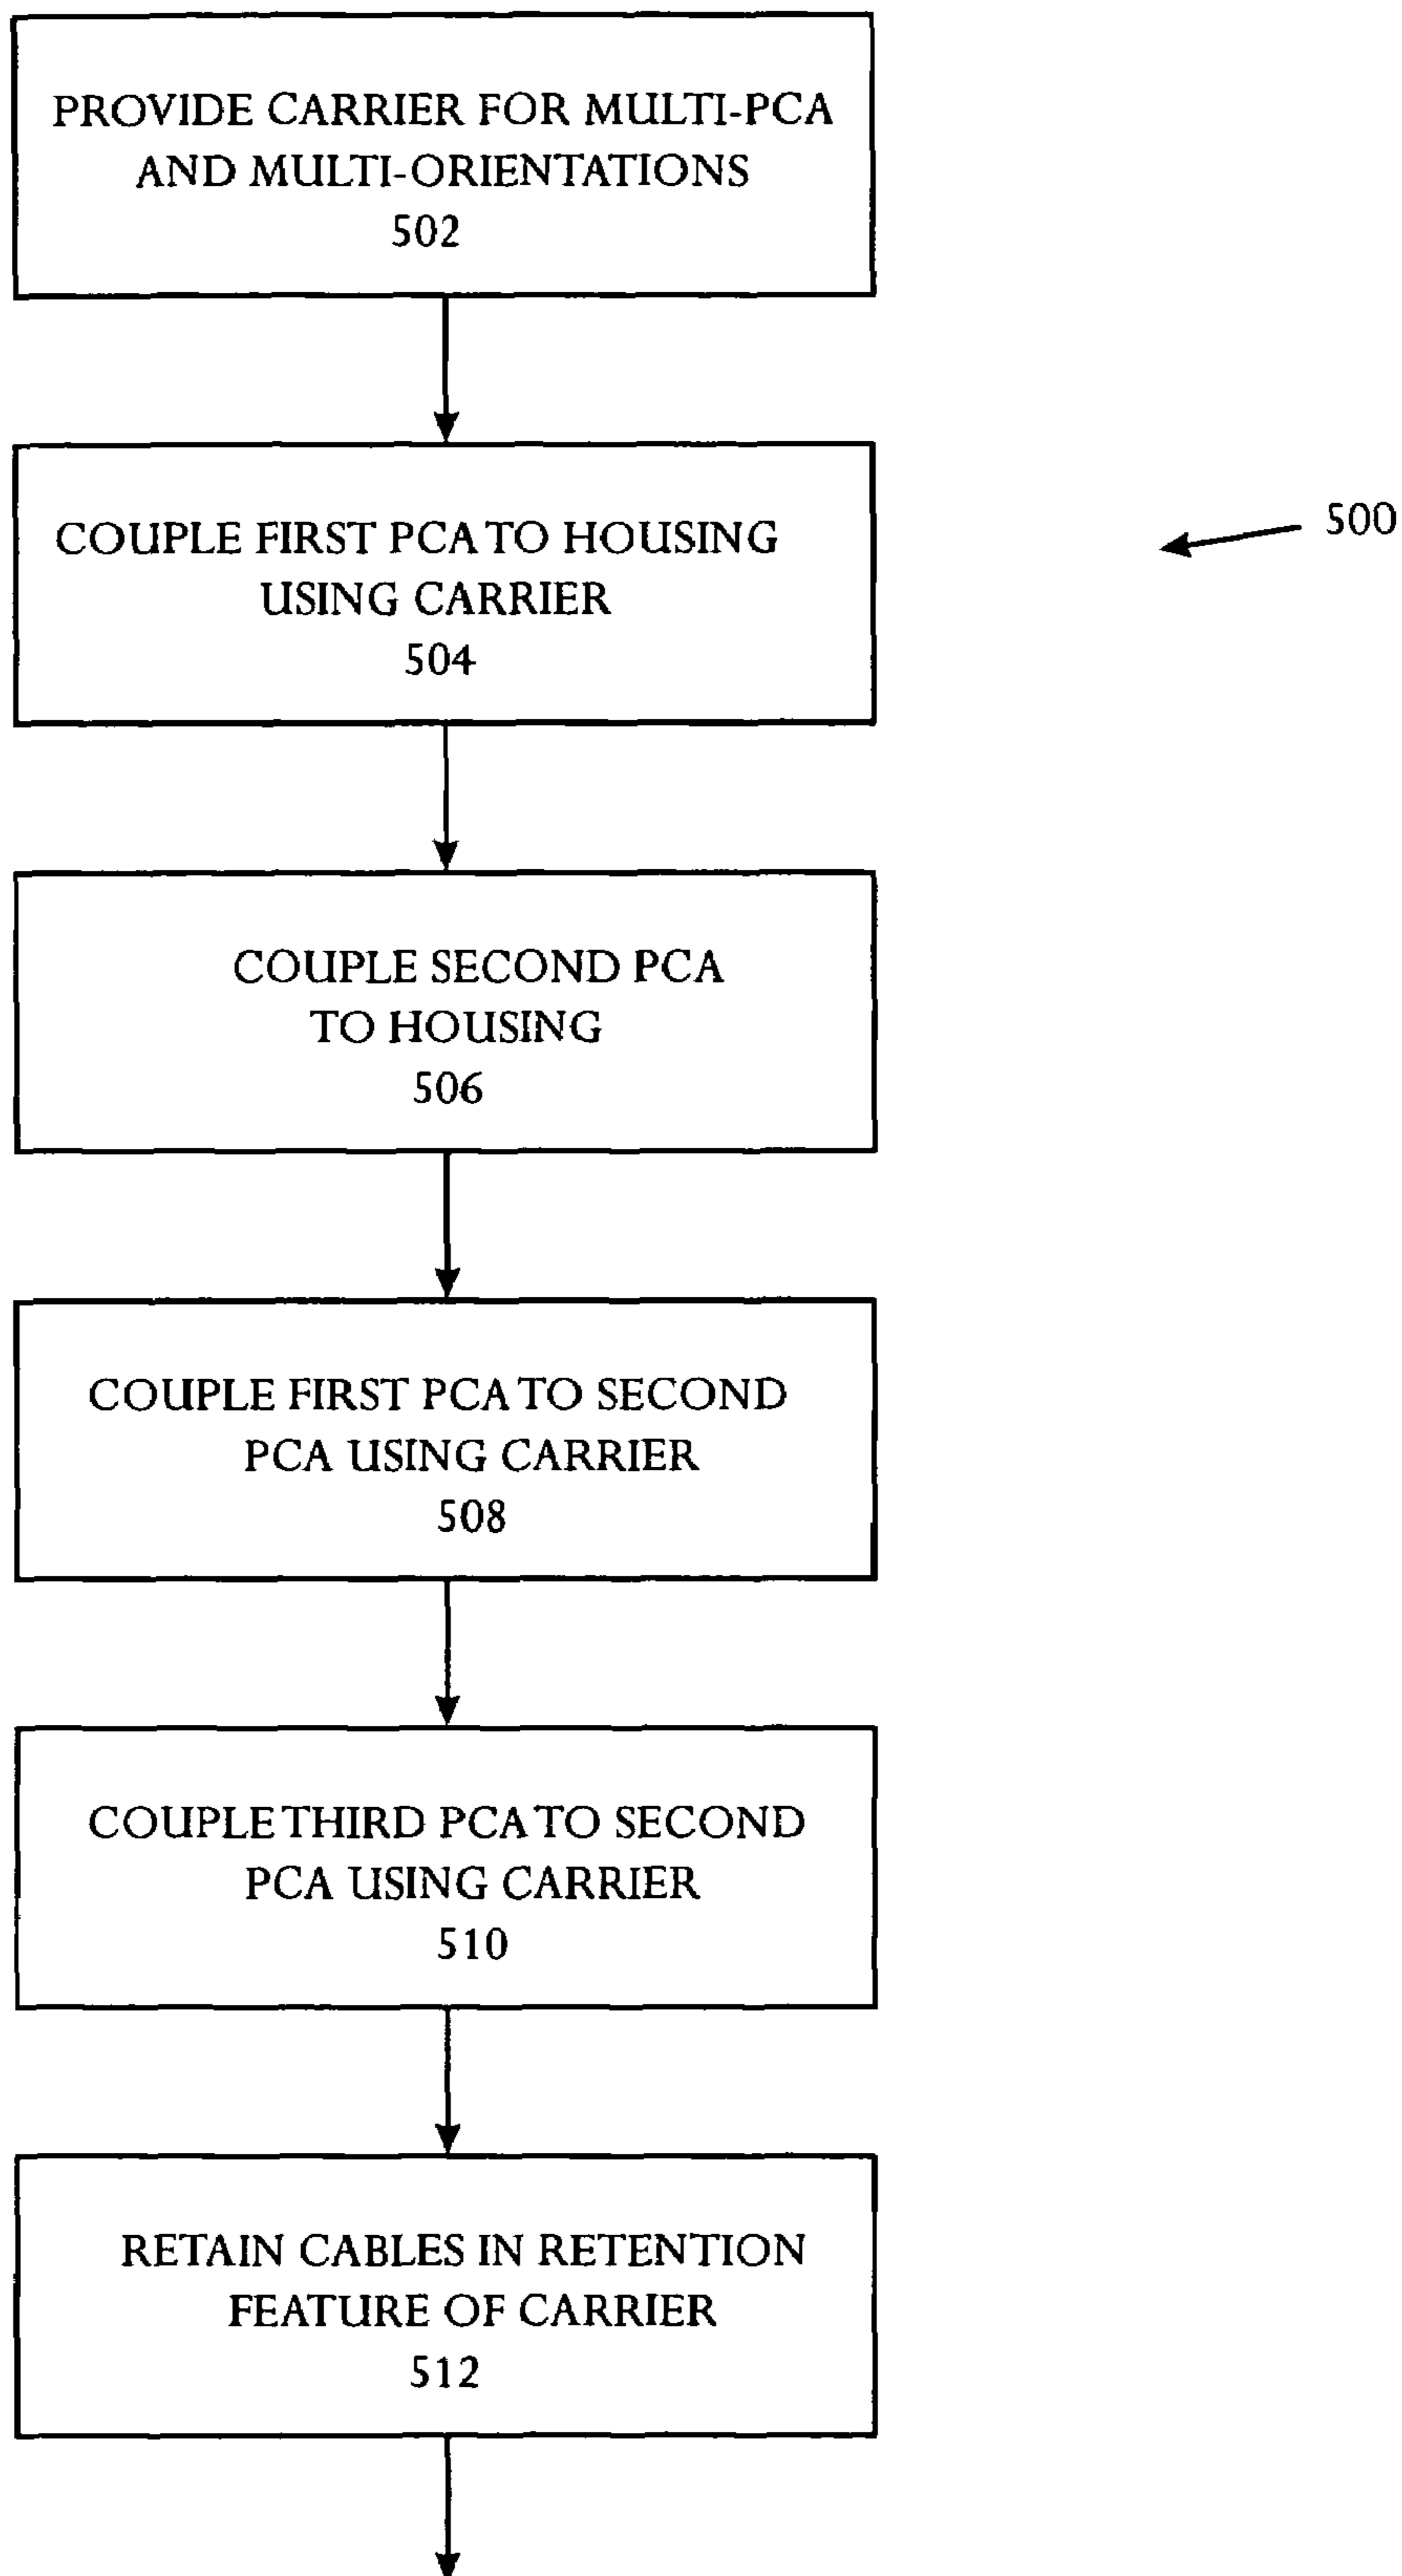 PROVIDE CARRIER FOR MULTI-PCA
AND MULTI-ORIENTATIONS
502
COUPLE FIRST PCA TO HOUSING
USING CARRIER
504
500
COUPLE SECOND PCA
TO HOUSING
506
COUPLE FIRST PCA TO SECOND
PCA USING CARRIER
508
COUPLE THIRD PCA TO SECOND
PCA USING CARRIER
510
RETAIN CABLES IN RETENTION
FEATURE OF CARRIER
512